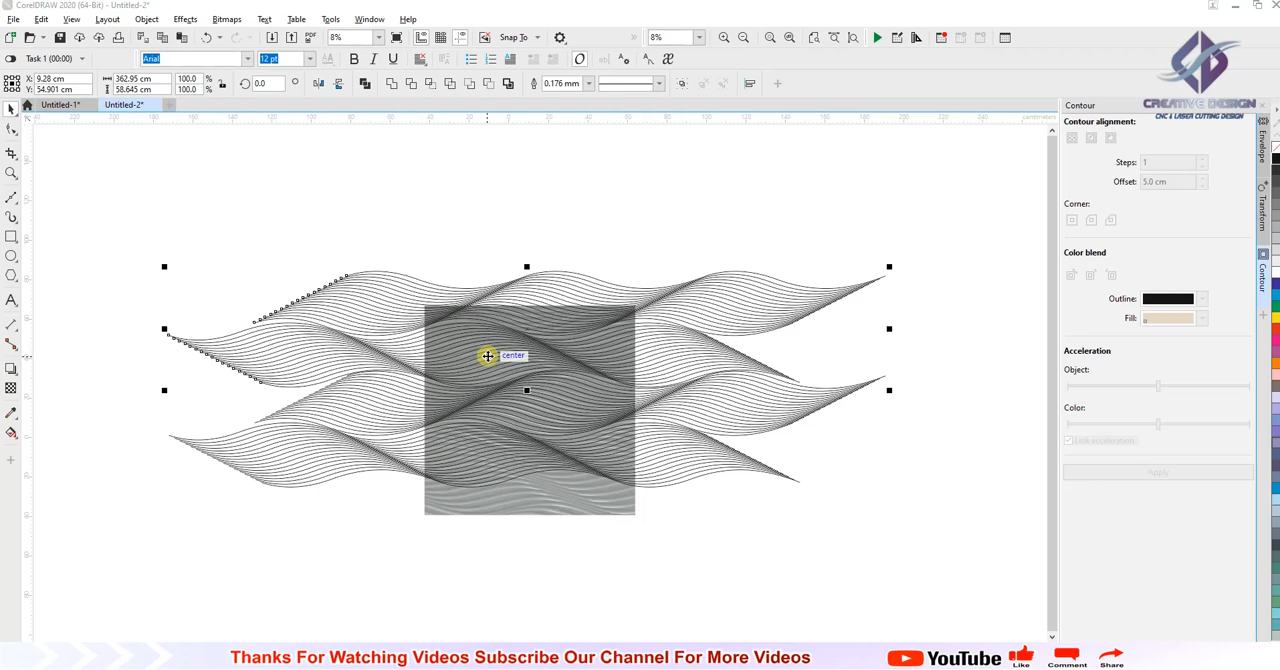 CorelDRAW 2020 (64-Bit) - Untitled-2*
File Edit View Layout Object Effects Bitmaps Text Table Tools Window Help
8% Snap To 8%
Task 1 (00:00) Arial 12 pt B I U
X: 9.28 cm 362.95 cm 100.0 % 0.0 0.176 mm
Y: 54.901 cm 58.645 cm 100.0 %
CREATIVE DESIGN
CNC & LASER CUTTING DESIGN
Untitled-1* Untitled-2*
centimeters
center
Contour
Contour alignment:
Steps: 1
Offset: 5.0 cm
Corner:
Color blend
Outline:
Fill:
Acceleration
Object:
Color:
Link acceleration
Apply
Envelope
Transform
Contour
Thanks For Watching Videos Subscribe Our Channel For More Videos
YouTube
Like
Comment
Share